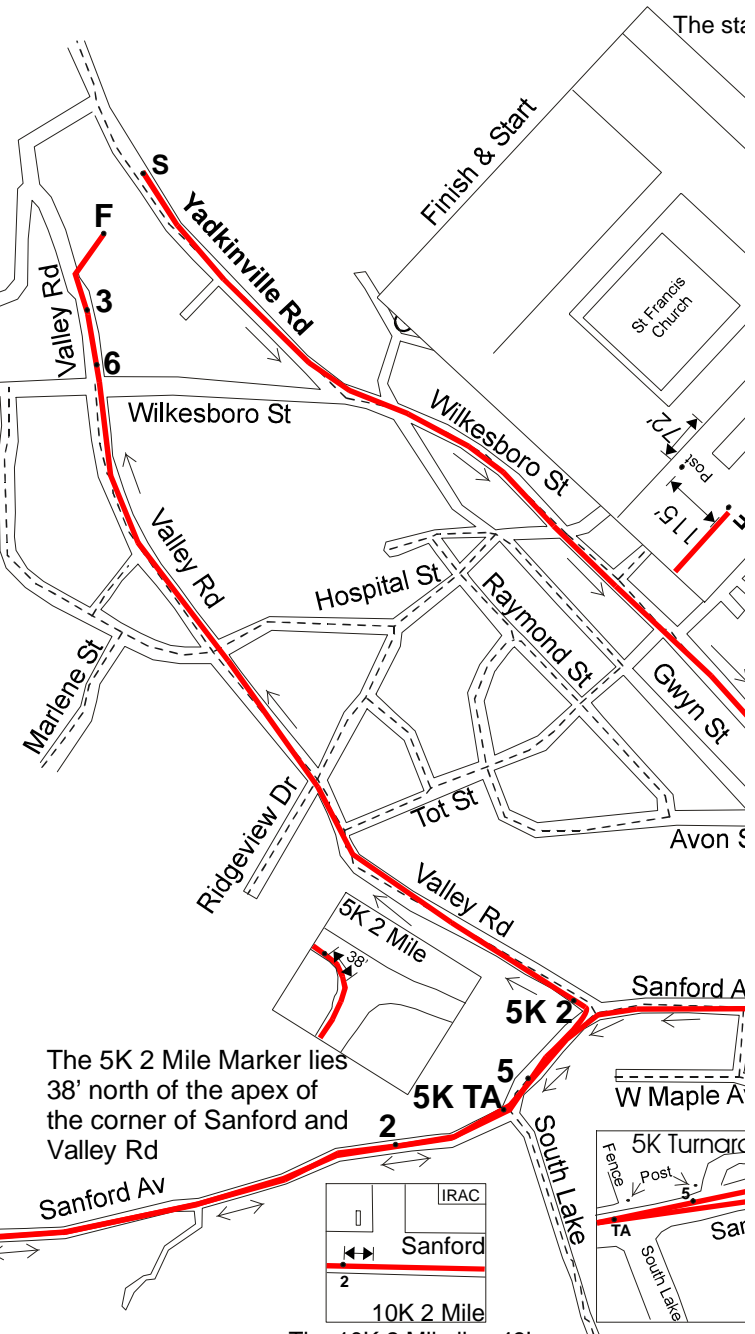 The sta
S
Finish & Start
F
Yadkinville Rd
Valley Rd
3
St Francis
Church
6
Wilkesboro St
Wilkesboro St
72'
Post
115'
F
Valley Rd
Hospital St
Raymond St
Marlene St
Gwyn St
Ridgeview Dr
Tot St
Avon S
Valley Rd
5K 2 Mile
38'
Sanford A
5K 2
The 5K 2 Mile Marker lies
38' north of the apex of
the corner of Sanford and
Valley Rd
5
5K TA
W Maple Av
2
South Lake
5K Turnaro
Fence
Post
5
TA
San
South Lake
Sanford Av
IRAC
Sanford
2
10K 2 Mile